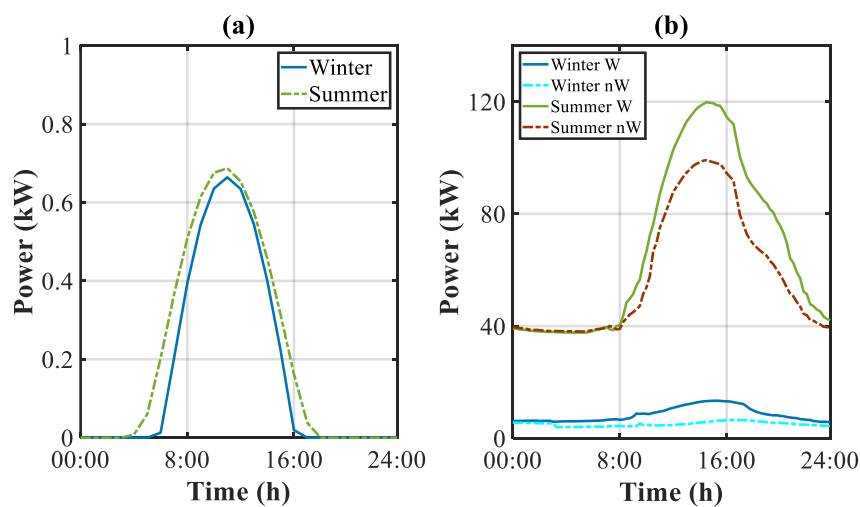 (a)
Power (kW)
1
0.8
0.6
0.4
0.2
0
00:00 8:00 16:00 24:00
Time (h)
Winter
Summer
(b)
Power (kW)
120
80
40
0
00:00 8:00 16:00 24:00
Time (h)
Winter W
Winter nW
Summer W
Summer nW